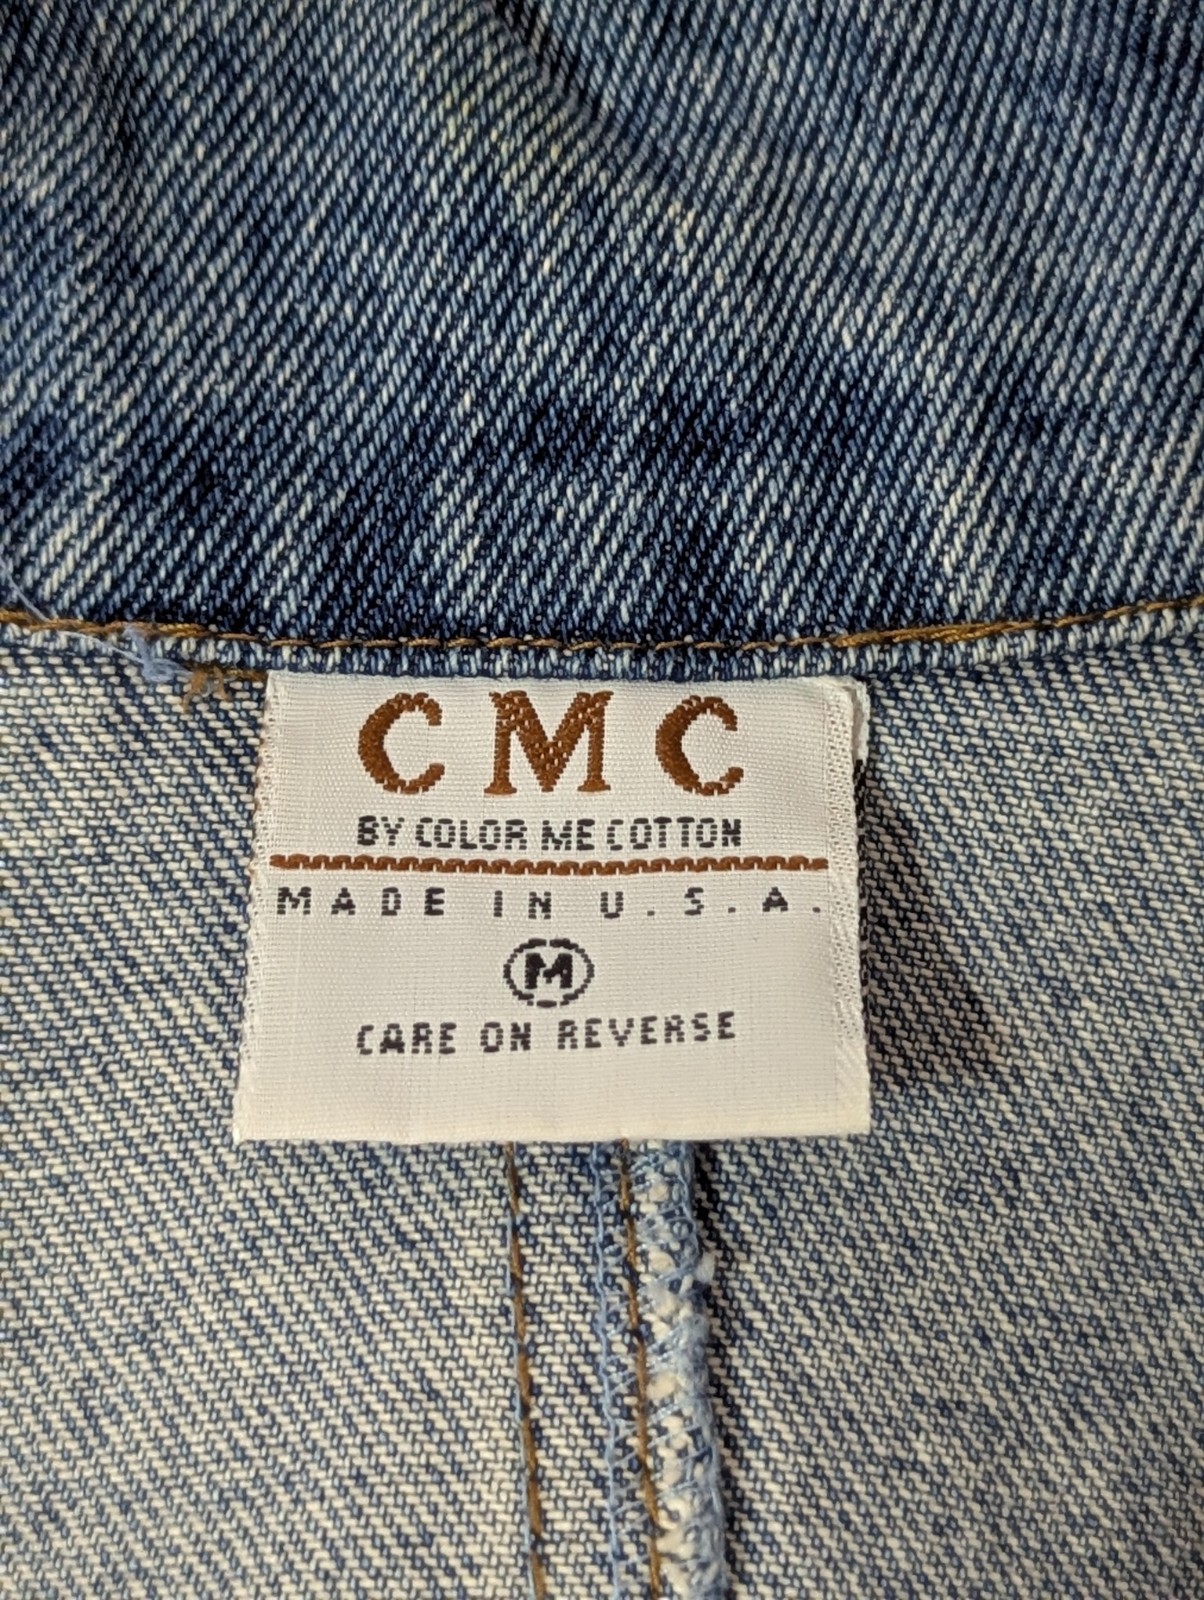 CMC
BY COLOR ME COTTON
MADE IN U.S.A.
M
CARE ON REVERSE